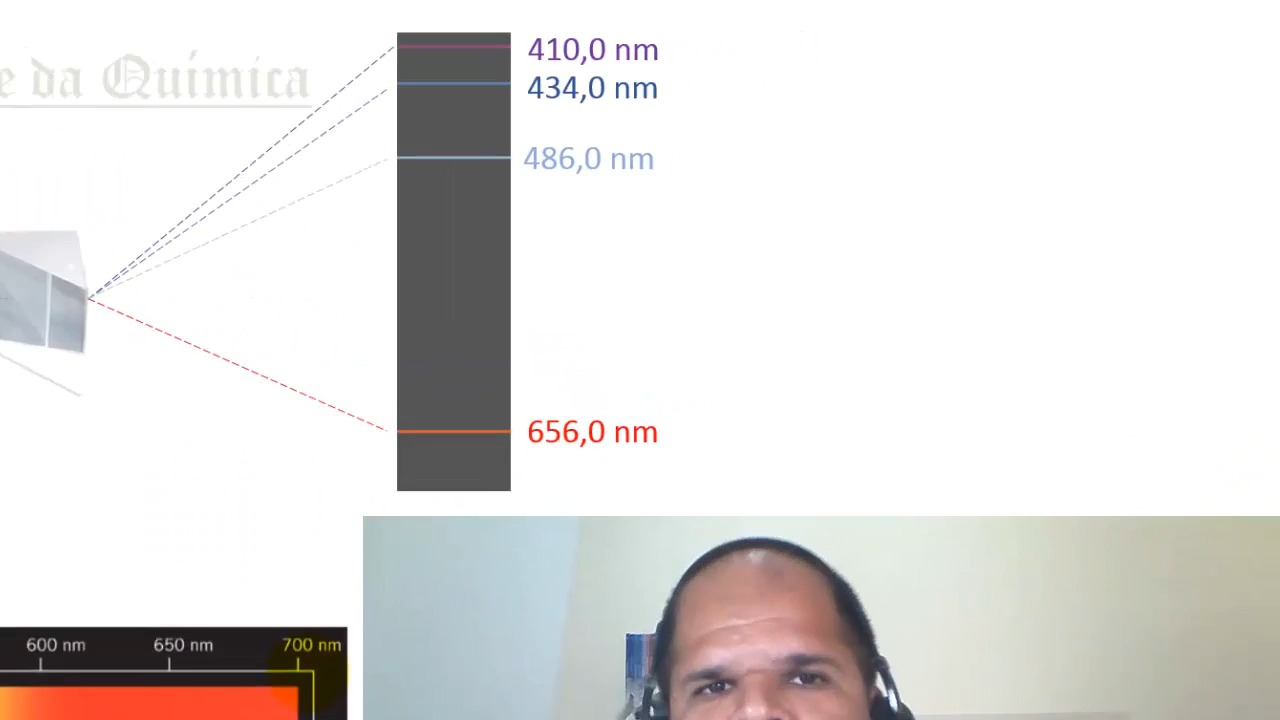 410,0 nm
e da Química
434,0 nm
486,0 nm
656,0 nm
600 nm 650 nm 700 nm